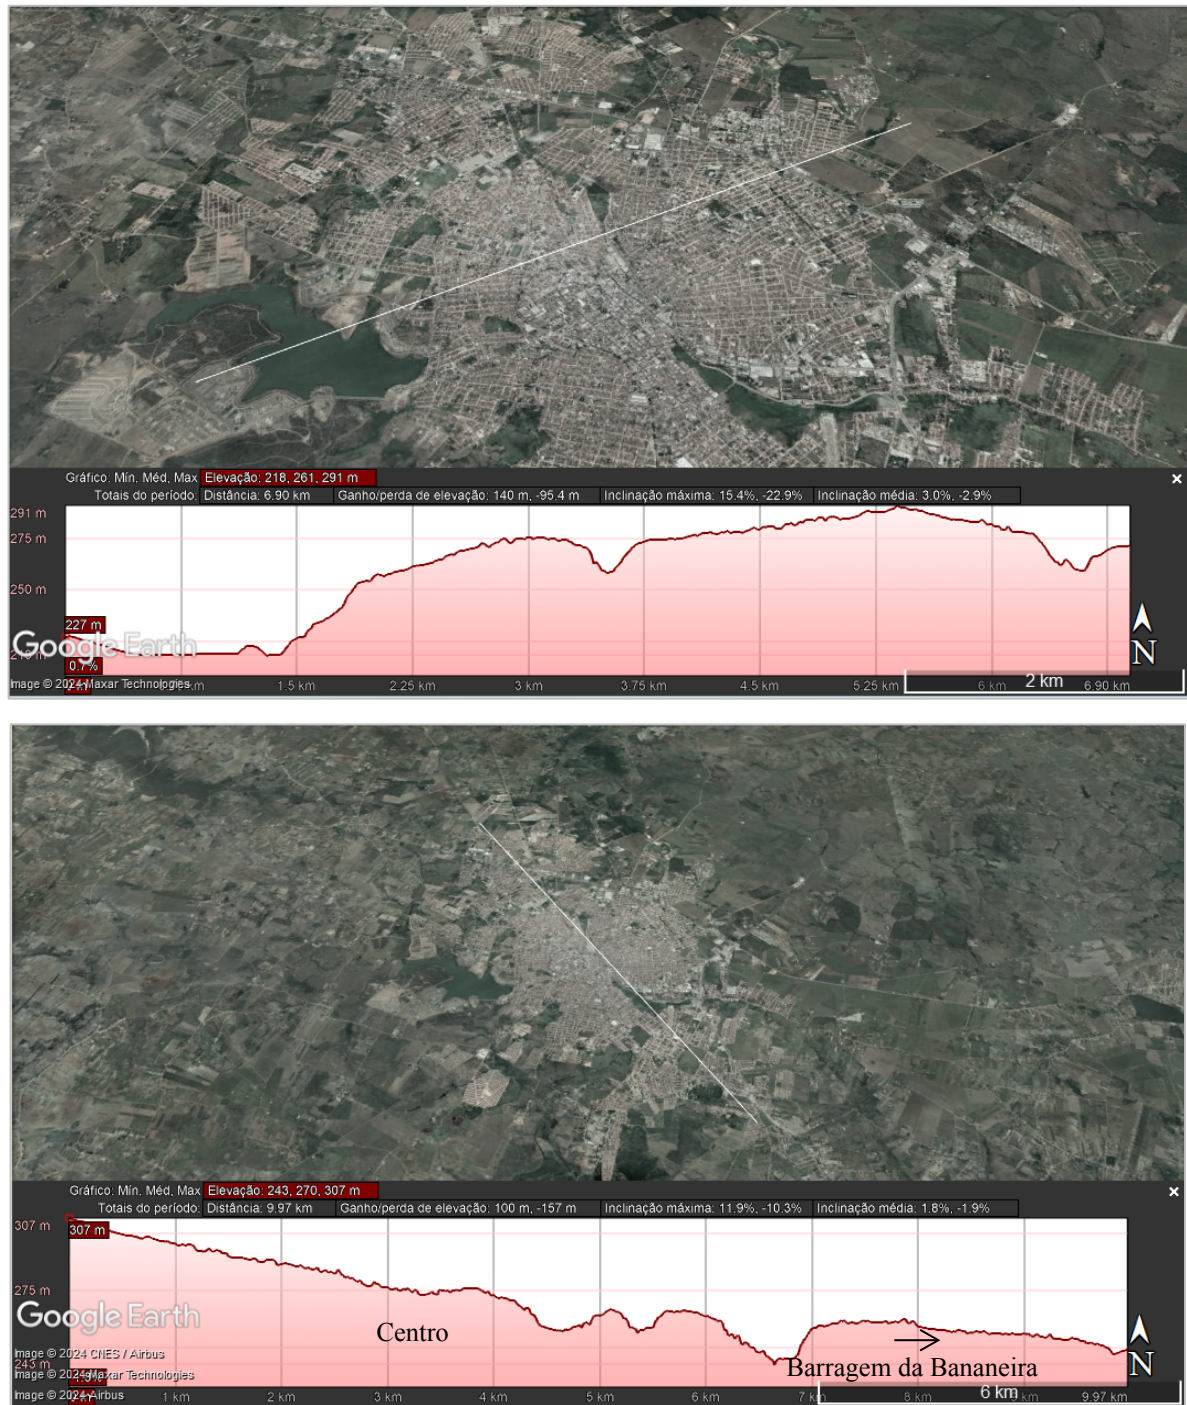 Gráfico: Mín, Méd, Máx Elevação: 218, 261, 291 m
Totais do período: Distância: 6.90 km Ganho/perda de elevação: 140 m, -95.4 m Inclinação máxima: 15.4%, -22.9% Inclinação média: 3.0%, -2.9%
291 m
275 m
250 m
227 m
Google Earth
N
0.7%
Image © 2024 Maxar Technologies
1.5 km 2.25 km 3 km 3.75 km 4.5 km 5.25 km 6 km 6.90 km
2 km
Gráfico: Mín, Méd, Máx Elevação: 243, 270, 307 m
Totais do período: Distância: 9.97 km Ganho/perda de elevação: 100 m, -157 m Inclinação máxima: 11.9%, -10.3% Inclinação média: 1.8%, -1.9%
307 m
307 m
275 m
Google Earth
Centro
Image © 2024 CNES / Airbus
243 m
N
Image © 2024 Maxar Technologies
Barragem da Bananeira
Image © 2024 Airbus
1 km 2 km 3 km 4 km 5 km 6 km 7 km 8 km 9.97 km
6 km